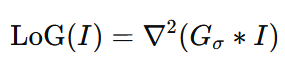 LoG(I) = ∇²(G_σ * I)